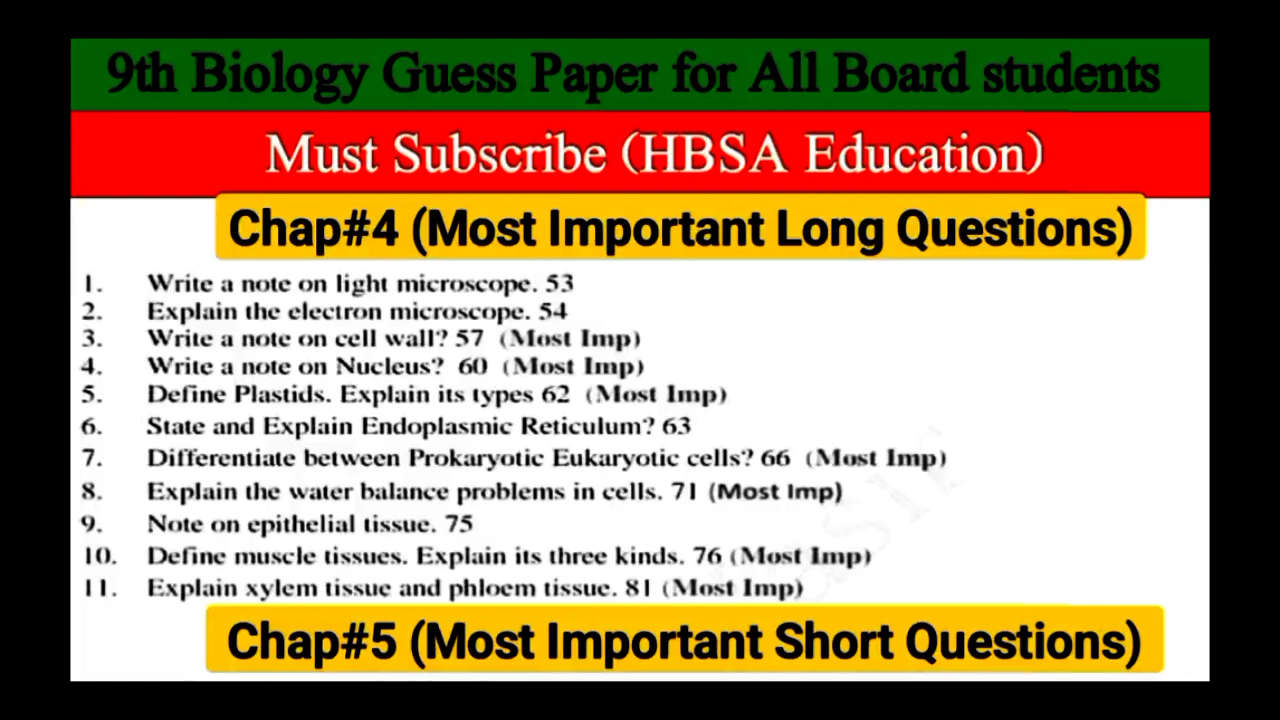 9th Biology Guess Paper for All Board students
Must Subscribe (HBSA Education)
Chap#4 (Most Important Long Questions)
1. Write a note on light microscope. 53
2. Explain the electron microscope. 54
3. Write a note on cell wall? 57 (Most Imp)
4. Write a note on Nucleus? 60 (Most Imp)
5. Define Plastids. Explain its types 62 (Most Imp)
6. State and Explain Endoplasmic Reticulum? 63
7. Differentiate between Prokaryotic Eukaryotic cells? 66 (Most Imp)
8. Explain the water balance problems in cells. 71 (Most Imp)
9. Note on epithelial tissue. 75
10. Define muscle tissues. Explain its three kinds. 76 (Most Imp)
11. Explain xylem tissue and phloem tissue. 81 (Most Imp)
Chap#5 (Most Important Short Questions)